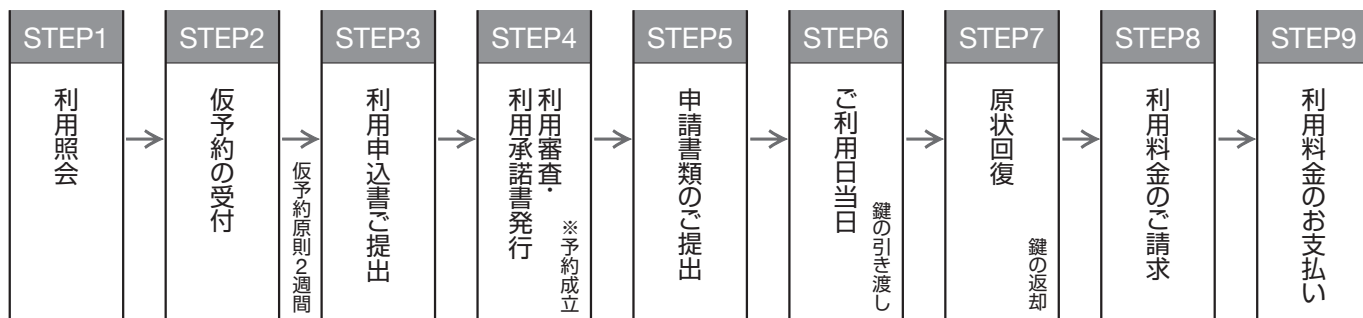 STEP1
利用照会
STEP2
仮予約の受付
仮予約原則2週間
STEP3
利用申込書ご提出
STEP4
利用審査・
利用承諾書発行
※予約成立
STEP5
申請書類のご提出
STEP6
ご利用日当日
鍵の引き渡し
STEP7
原状回復
鍵の返却
STEP8
利用料金のご請求
STEP9
利用料金のお支払い